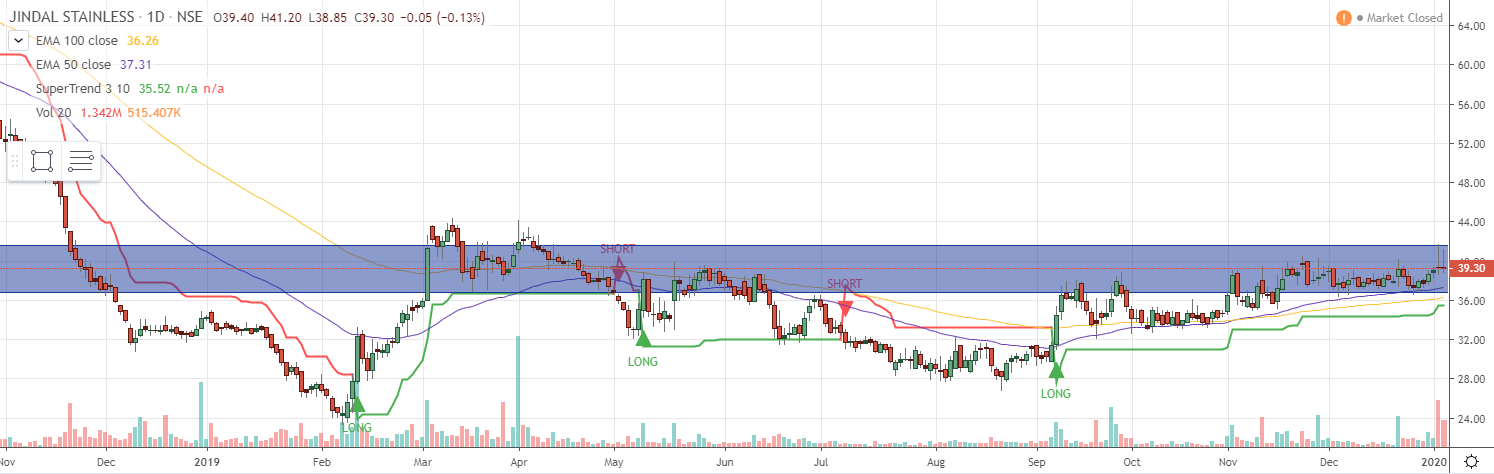 JINDAL STAINLESS · 1D · NSE O39.40 H41.20 L38.85 C39.30 −0.05 (−0.13%)
Market Closed
EMA 100 close 36.26
EMA 50 close 37.31
SuperTrend 3 10 35.52 n/a n/a
Vol 20 1.342M 515.407K
64.00
60.00
56.00
52.00
48.00
44.00
39.30
36.00
32.00
28.00
24.00
SHORT
SHORT
LONG
LONG
LONG
Nov Dec 2019 Feb Mar Apr May Jun Jul Aug Sep Oct Nov Dec 2020